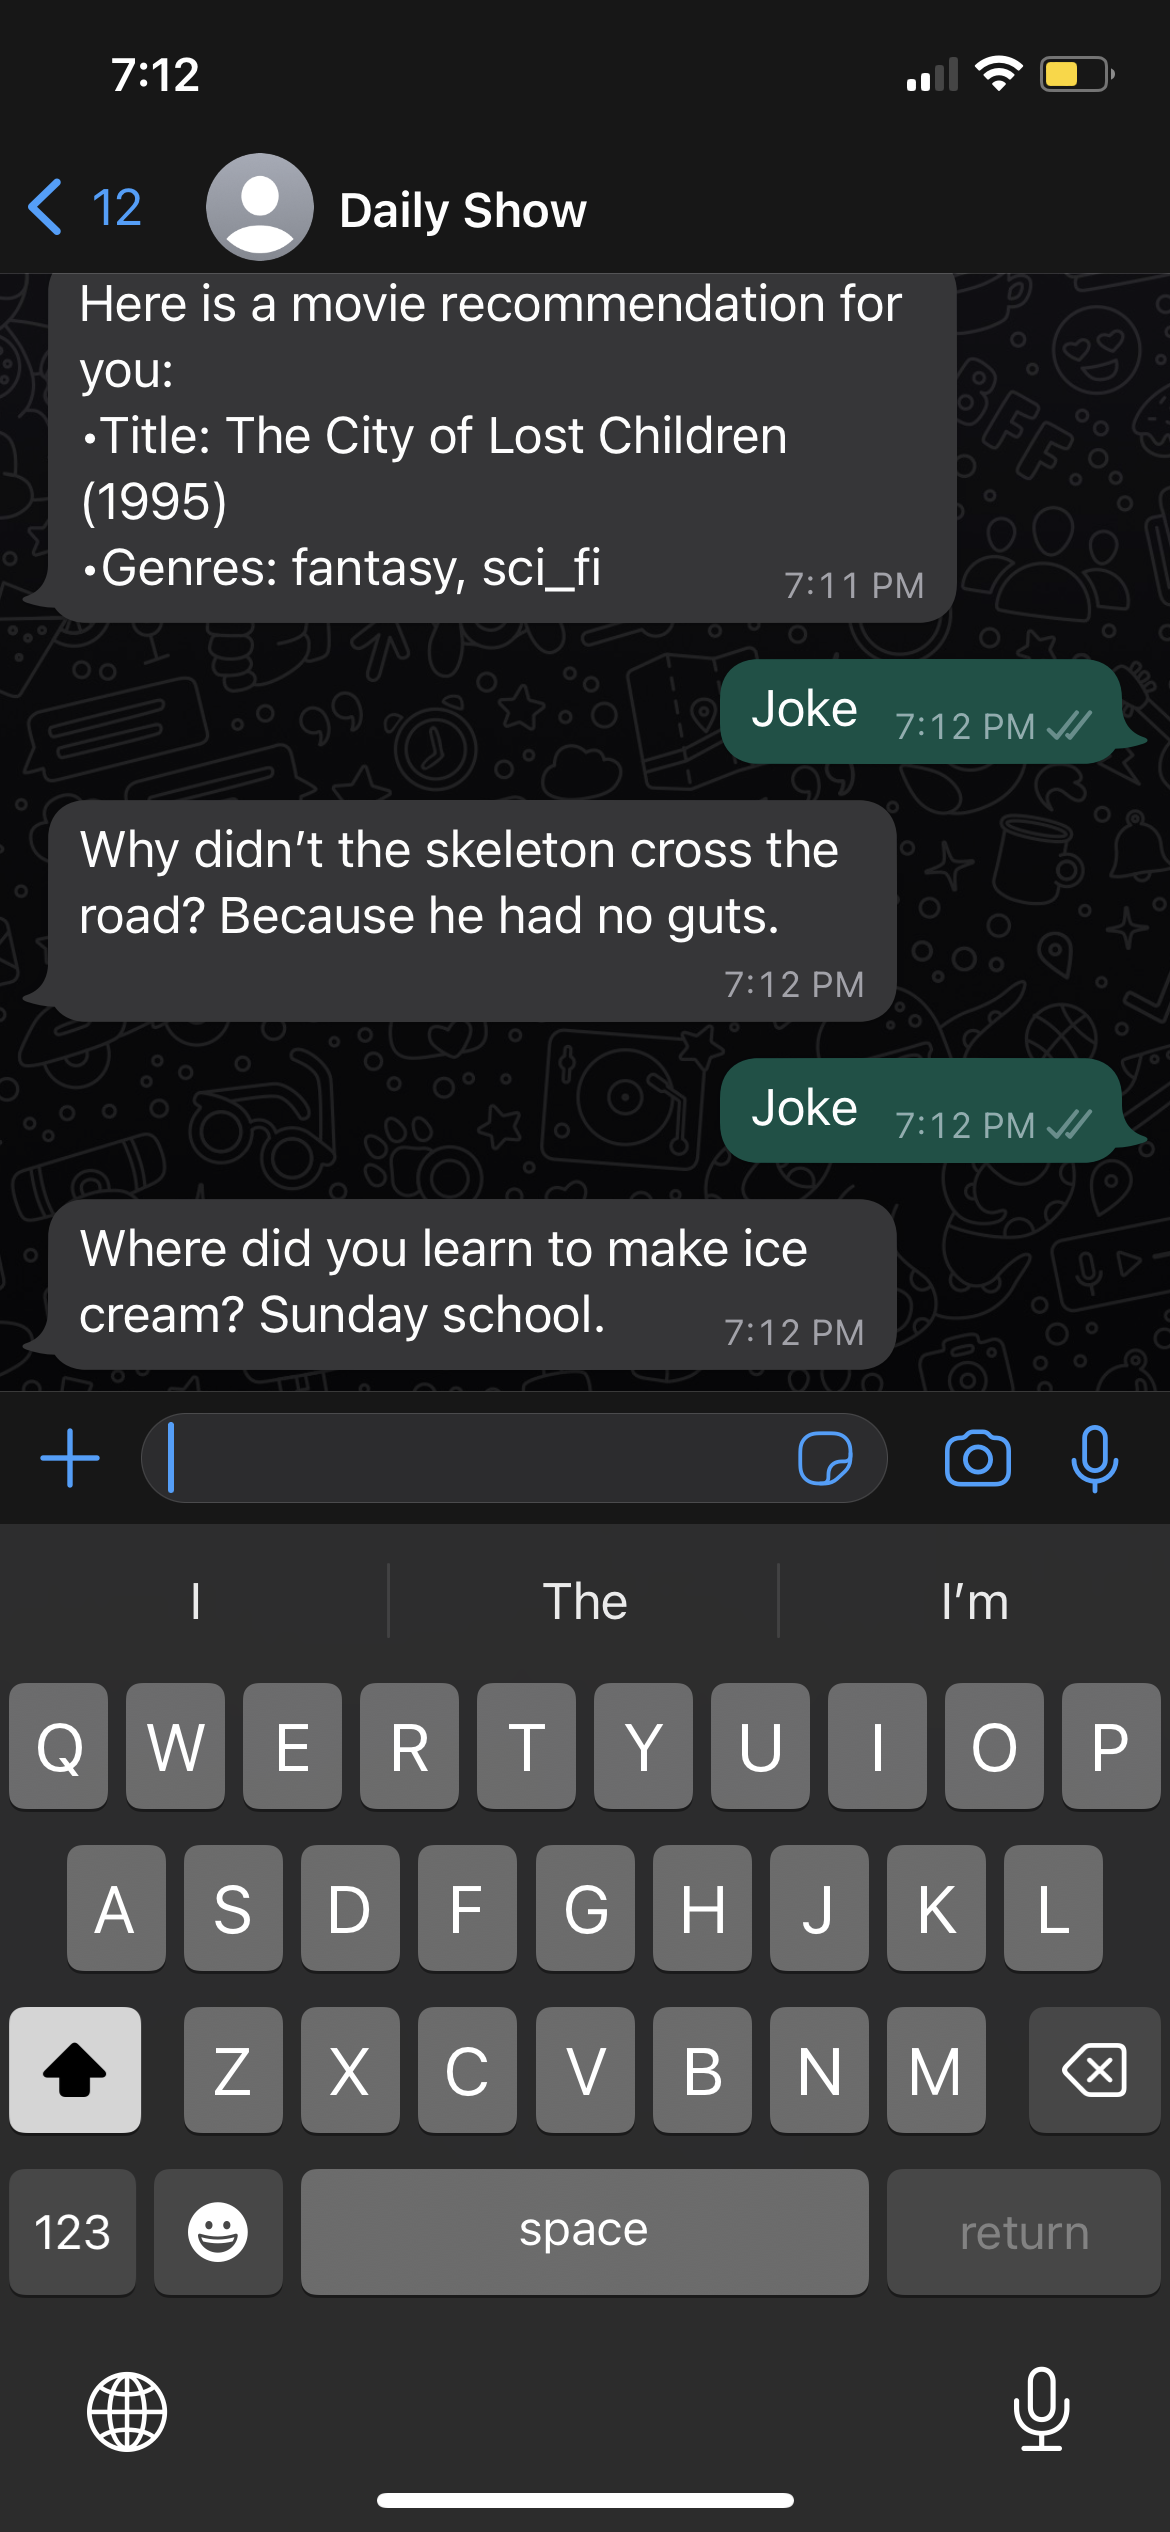 7:12
12
Daily Show
Here is a movie recommendation for
you:
•Title: The City of Lost Children
(1995)
•Genres: fantasy, sci_fi
7:11 PM
Joke
7:12 PM
Why didn’t the skeleton cross the
road? Because he had no guts.
7:12 PM
Joke
7:12 PM
Where did you learn to make ice
cream? Sunday school.
7:12 PM
I The I’m
Q W E R T Y U I O P
A S D F G H J K L
Z X C V B N M
123 space return